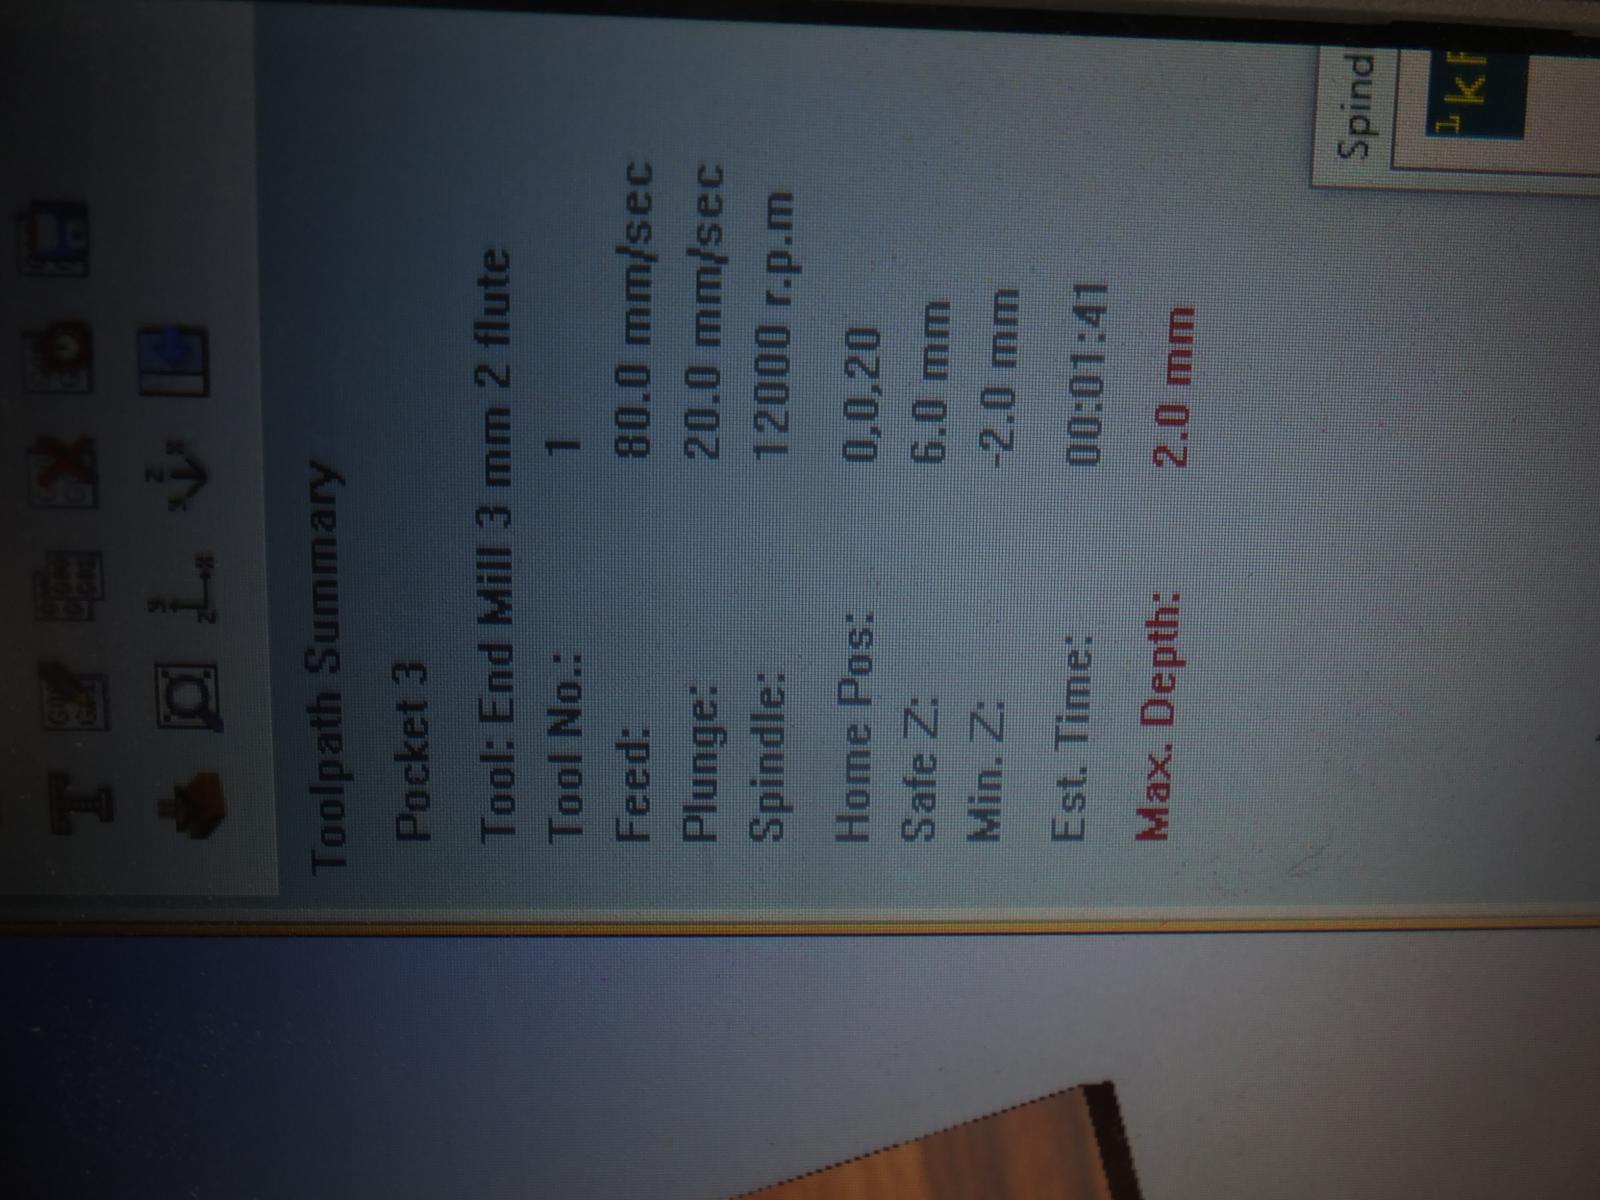 Toolpath Summary
Pocket 3
Tool: End Mill 3 mm 2 flute
Tool No.: 1
Feed: 80.0 mm/sec
Plunge: 20.0 mm/sec
Spindle: 12000 r.p.m
Home Pos: 0,0,20
Safe Z: 6.0 mm
Min. Z: -2.0 mm
Est. Time: 00:01:41
Max. Depth: 2.0 mm
Spind